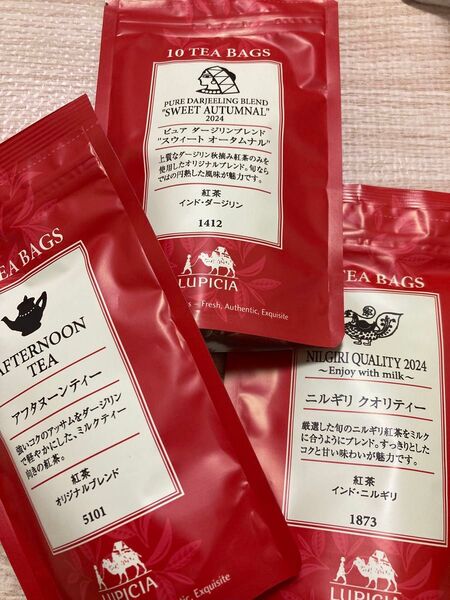 10 TEA BAGS
PURE DARJEELING BLEND
"SWEET AUTUMNAL"
2024
ピュア ダージリンブレンド
"スウィート オータムナル"
上質なダージリン秋摘み紅茶のみを
使用したオリジナルブレンド。旬なら
ではの円熟した風味が魅力です。
紅茶
インド・ダージリン
1412
LUPICIA
– Fresh, Authentic, Exquisite
TEA BAGS
AFTERNOON
TEA
アフタヌーンティー
強いコクのアッサムをダージリン
で軽やかにした、ミルクティー
向きの紅茶。
紅茶
オリジナルブレンド
5101
LUPICIA
Exquisite
TEA BAGS
NILGIRI QUALITY 2024
~Enjoy with milk~
ニルギリ クオリティー
厳選した旬のニルギリ紅茶をミルク
に合うようにブレンド。すっきりとした
コクと甘い味わいが魅力です。
紅茶
インド・ニルギリ
1873
LUPICIA